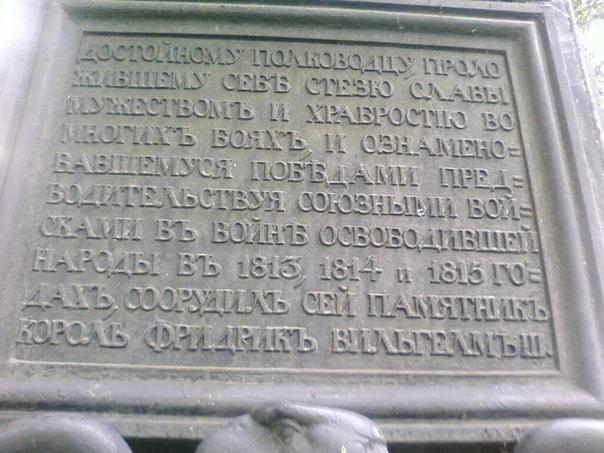 ДОСТОЙНОМУ ПОЛКОВОДЦУ, ПРОЛО
ЖИВШЕМУ СЕБѢ СТЕЗЮ СЛАВЫ
МУЖЕСТВОМЪ И ХРАБРОСТІЮ ВО
МНОГИХЪ БОЯХЪ, И ОЗНАМЕНО=
ВАВШЕМУСЯ ПОБѢДАМИ ПРЕД=
ВОДИТЕЛЬСТВУЯ СОЮЗНЫМИ ВОЙ=
СКАМИ ВЪ ВОЙНѢ ОСВОБОДИВШЕЙ
НАРОДЫ ВЪ 1813, 1814 и 1815 ГО=
ДАХЪ, СООРУДИЛЪ СЕЙ ПАМЯТНИКЪ
КОРОЛЬ ФРИДРИКЪ ВИЛЬГЕЛМЪ III.